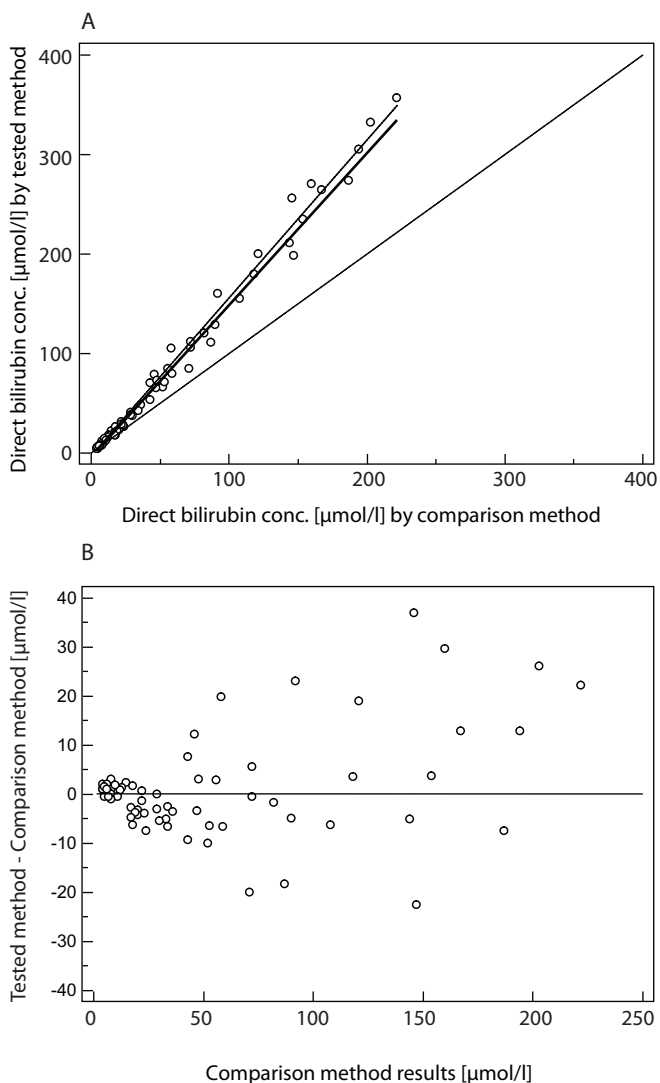 A
Direct bilirubin conc. [µmol/l] by tested method
400
300
200
100
0
0 100 200 300 400
Direct bilirubin conc. [µmol/l] by comparison method
B
Tested method - Comparison method [µmol/l]
40
30
20
10
0
-10
-20
-30
-40
0 50 100 150 200 250
Comparison method results [µmol/l]